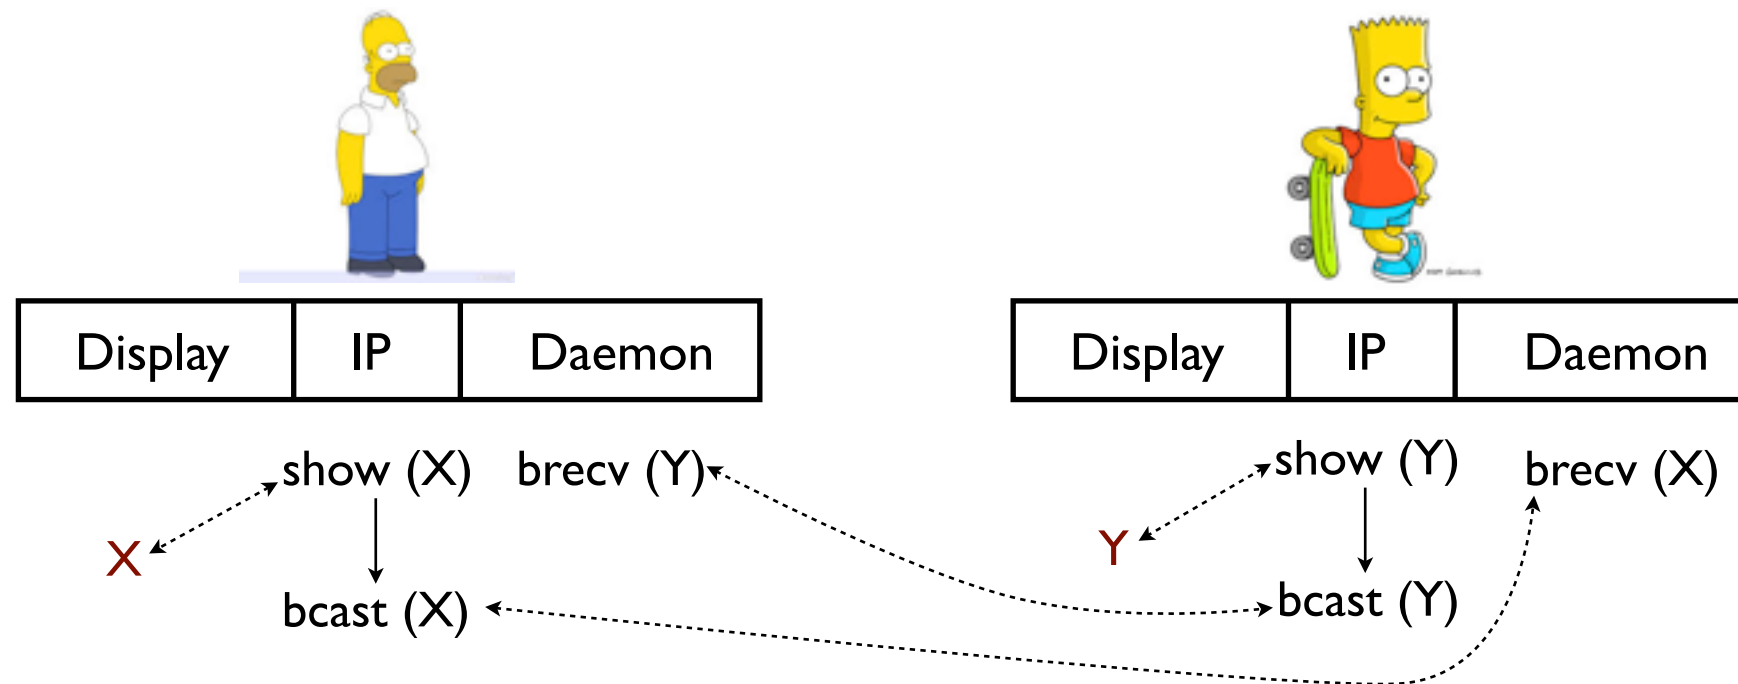 Display IP Daemon
Display IP Daemon
show (X) brecv (Y)
show (Y) brecv (X)
X
Y
bcast (X)
bcast (Y)